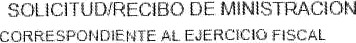 SOLICITUD/RECIBO DE MINISTRACION
CORRESPONDIENTE AL EJERCICIO FISCAL